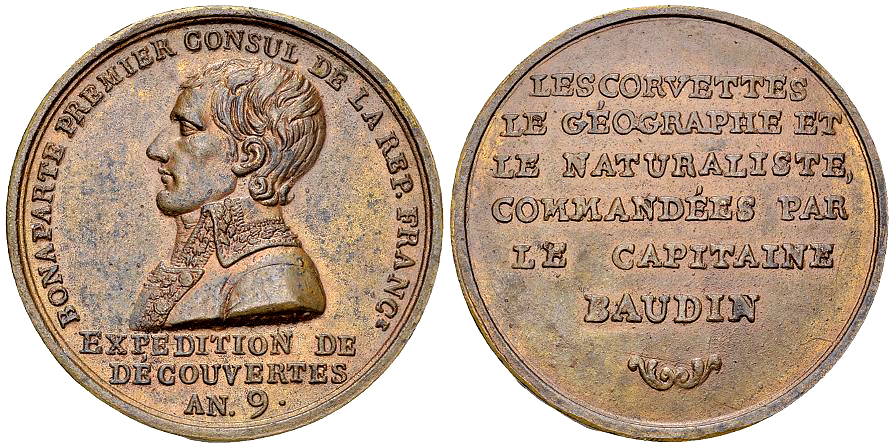 BONAPARTE PREMIER CONSUL DE LA REP. FRANÇE
EXPEDITION DE
DÉCOUVERTES
AN. 9.
LES CORVETTES
LE GÉOGRAPHE ET
LE NATURALISTE,
COMMANDÉES PAR
LE CAPITAINE
BAUDIN